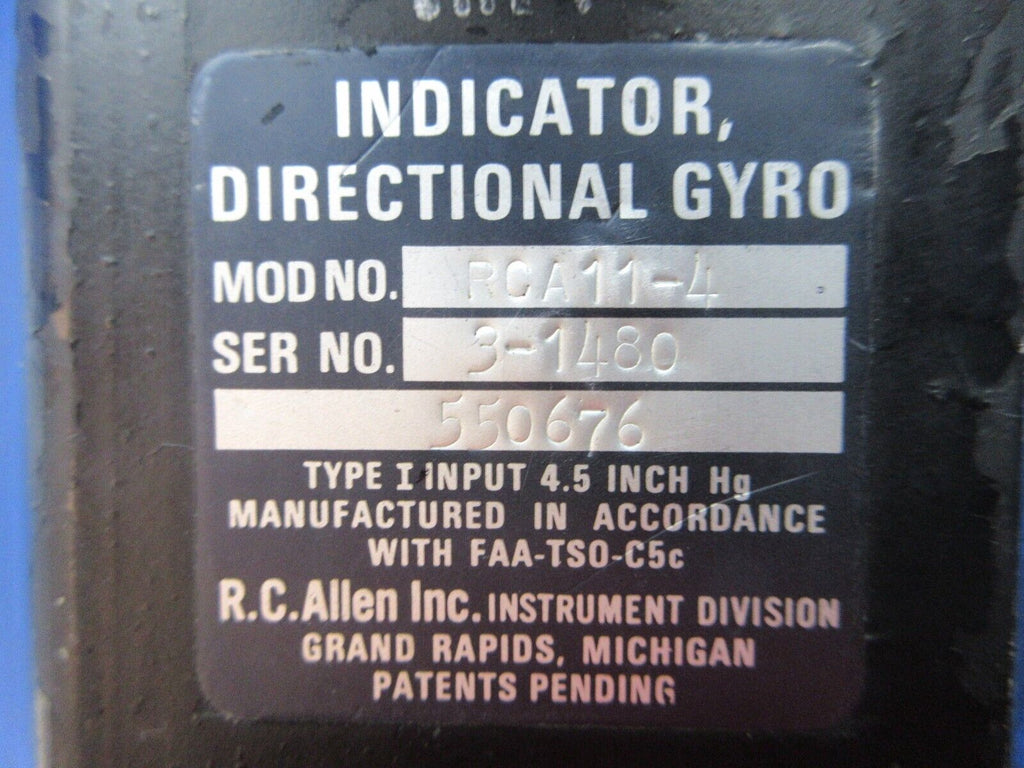 INDICATOR,
DIRECTIONAL GYRO
MOD NO. RCA11-4
SER NO. 3-1480
550676
TYPE I INPUT 4.5 INCH Hg
MANUFACTURED IN ACCORDANCE
WITH FAA-TSO-C5c
R.C.Allen Inc. INSTRUMENT DIVISION
GRAND RAPIDS, MICHIGAN
PATENTS PENDING